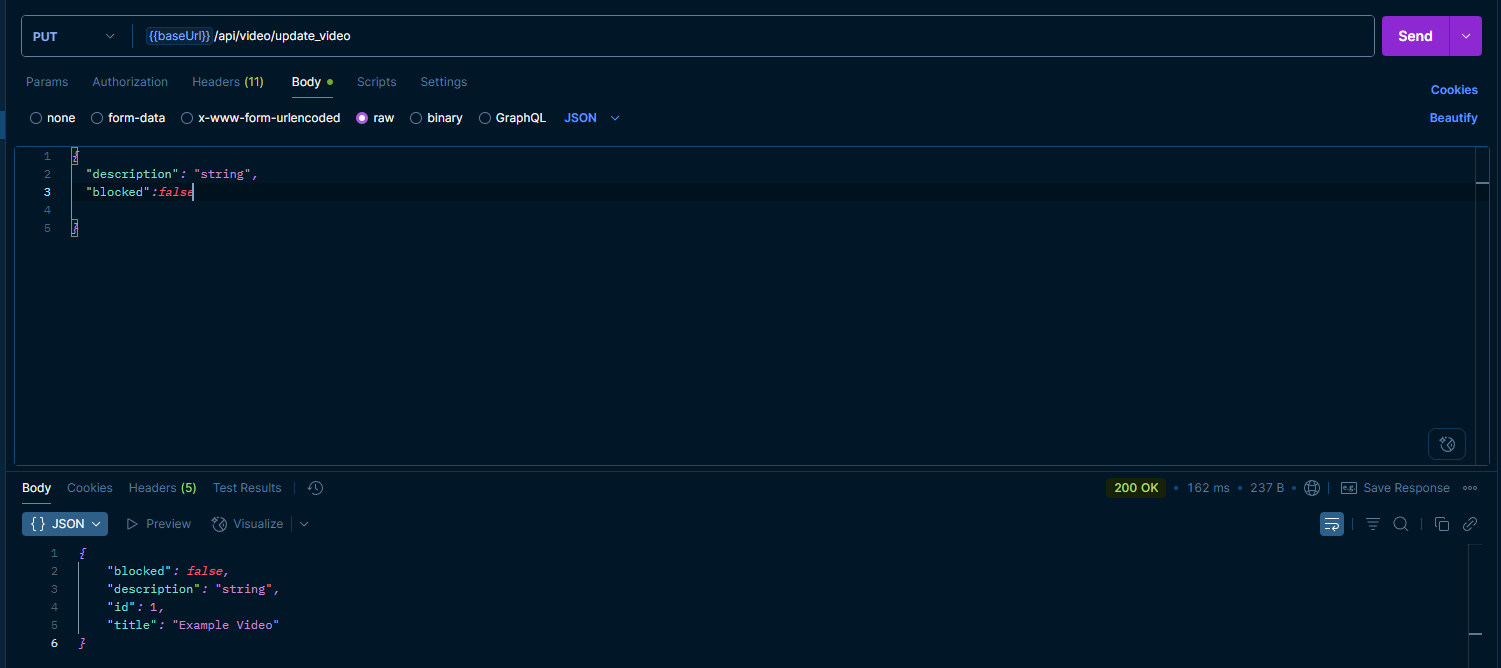 PUT {{baseUrl}}/api/video/update_video Send
Params Authorization Headers (11) Body Scripts Settings Cookies
none form-data x-www-form-urlencoded raw binary GraphQL JSON Beautify
1 {
2 "description": "string",
3 "blocked":false
4
5 }
Body Cookies Headers (5) Test Results 200 OK 162 ms 237 B e.g. Save Response
{} JSON Preview Visualize
1 {
2 "blocked": false,
3 "description": "string",
4 "id": 1,
5 "title": "Example Video"
6 }